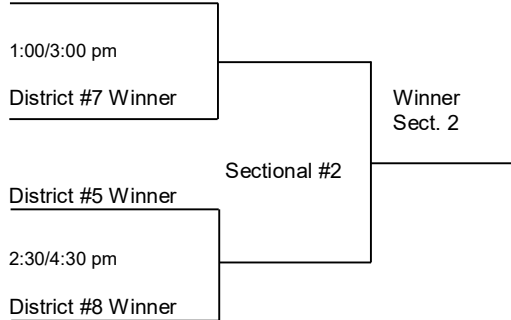 1:00/3:00 pm
District #7 Winner
Winner
Sect. 2
Sectional #2
District #5 Winner
2:30/4:30 pm
District #8 Winner